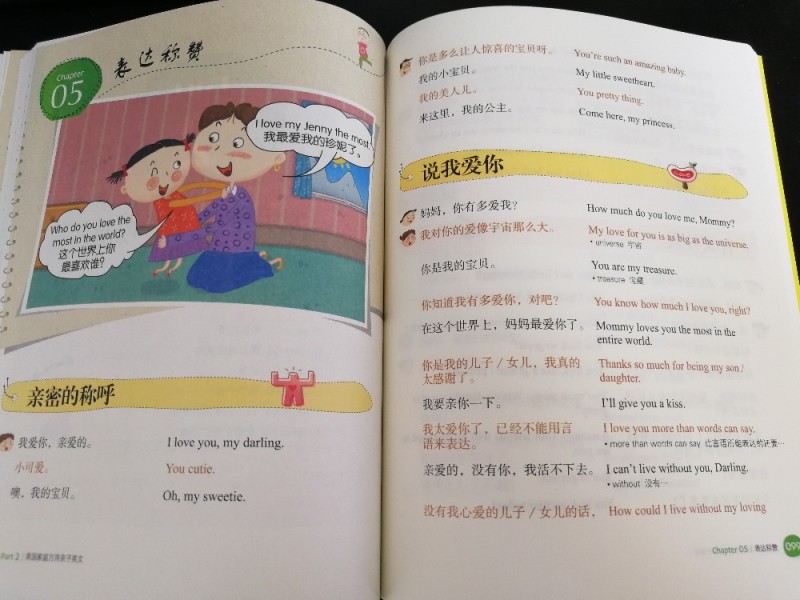 Chapter
05
表达称赞
I love my Jenny the most.
我最爱我的珍妮了。
Who do you love the
most in the world?
这个世界上你
最喜欢谁?
亲密的称呼
我爱你，亲爱的。 I love you, my darling.
小可爱。 You cutie.
噢，我的宝贝。 Oh, my sweetie.
Part 2 | 美国家庭万用亲子英文
你是多么让人惊喜的宝贝呀。 You're such an amazing baby.
我的小宝贝。 My little sweetheart.
我的美人儿。 You pretty thing.
来这里，我的公主。 Come here, my princess.
说我爱你
妈妈，你有多爱我? How much do you love me, Mommy?
我对你的爱像宇宙那么大。 My love for you is as big as the universe.
• universe 宇宙
你是我的宝贝。 You are my treasure.
• treasure 宝藏
你知道我有多爱你，对吧? You know how much I love you, right?
在这个世界上，妈妈最爱你了。 Mommy loves you the most in the
entire world.
你是我的儿子/女儿，我真的 Thanks so much for being my son /
太感谢了。 daughter.
我要亲你一下。 I'll give you a kiss.
我太爱你了，已经不能用言 I love you more than words can say.
语来表达。 • more than words can say 比言语所能表达的还要…
亲爱的，没有你，我活不下去。 I can't live without you, Darling.
• without 没有…
没有我心爱的儿子/女儿的话， How could I live without my loving
Chapter 05 | 表达称赞 099